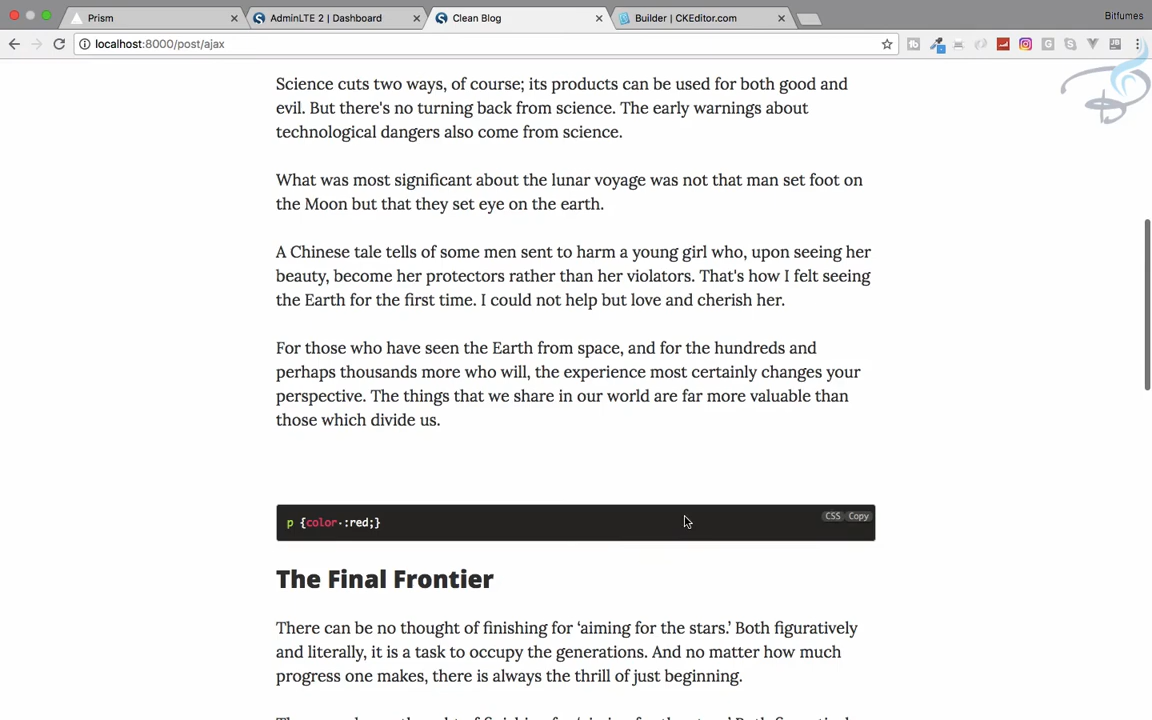 Prism
AdminLTE 2 | Dashboard
Clean Blog
Builder | CKEditor.com
Bitfumes
localhost:8000/post/ajax
Science cuts two ways, of course; its products can be used for both good and
evil. But there's no turning back from science. The early warnings about
technological dangers also come from science.
What was most significant about the lunar voyage was not that man set foot on
the Moon but that they set eye on the earth.
A Chinese tale tells of some men sent to harm a young girl who, upon seeing her
beauty, become her protectors rather than her violators. That's how I felt seeing
the Earth for the first time. I could not help but love and cherish her.
For those who have seen the Earth from space, and for the hundreds and
perhaps thousands more who will, the experience most certainly changes your
perspective. The things that we share in our world are far more valuable than
those which divide us.
p {color·:red;}
CSS Copy
The Final Frontier
There can be no thought of finishing for ‘aiming for the stars.’ Both figuratively
and literally, it is a task to occupy the generations. And no matter how much
progress one makes, there is always the thrill of just beginning.